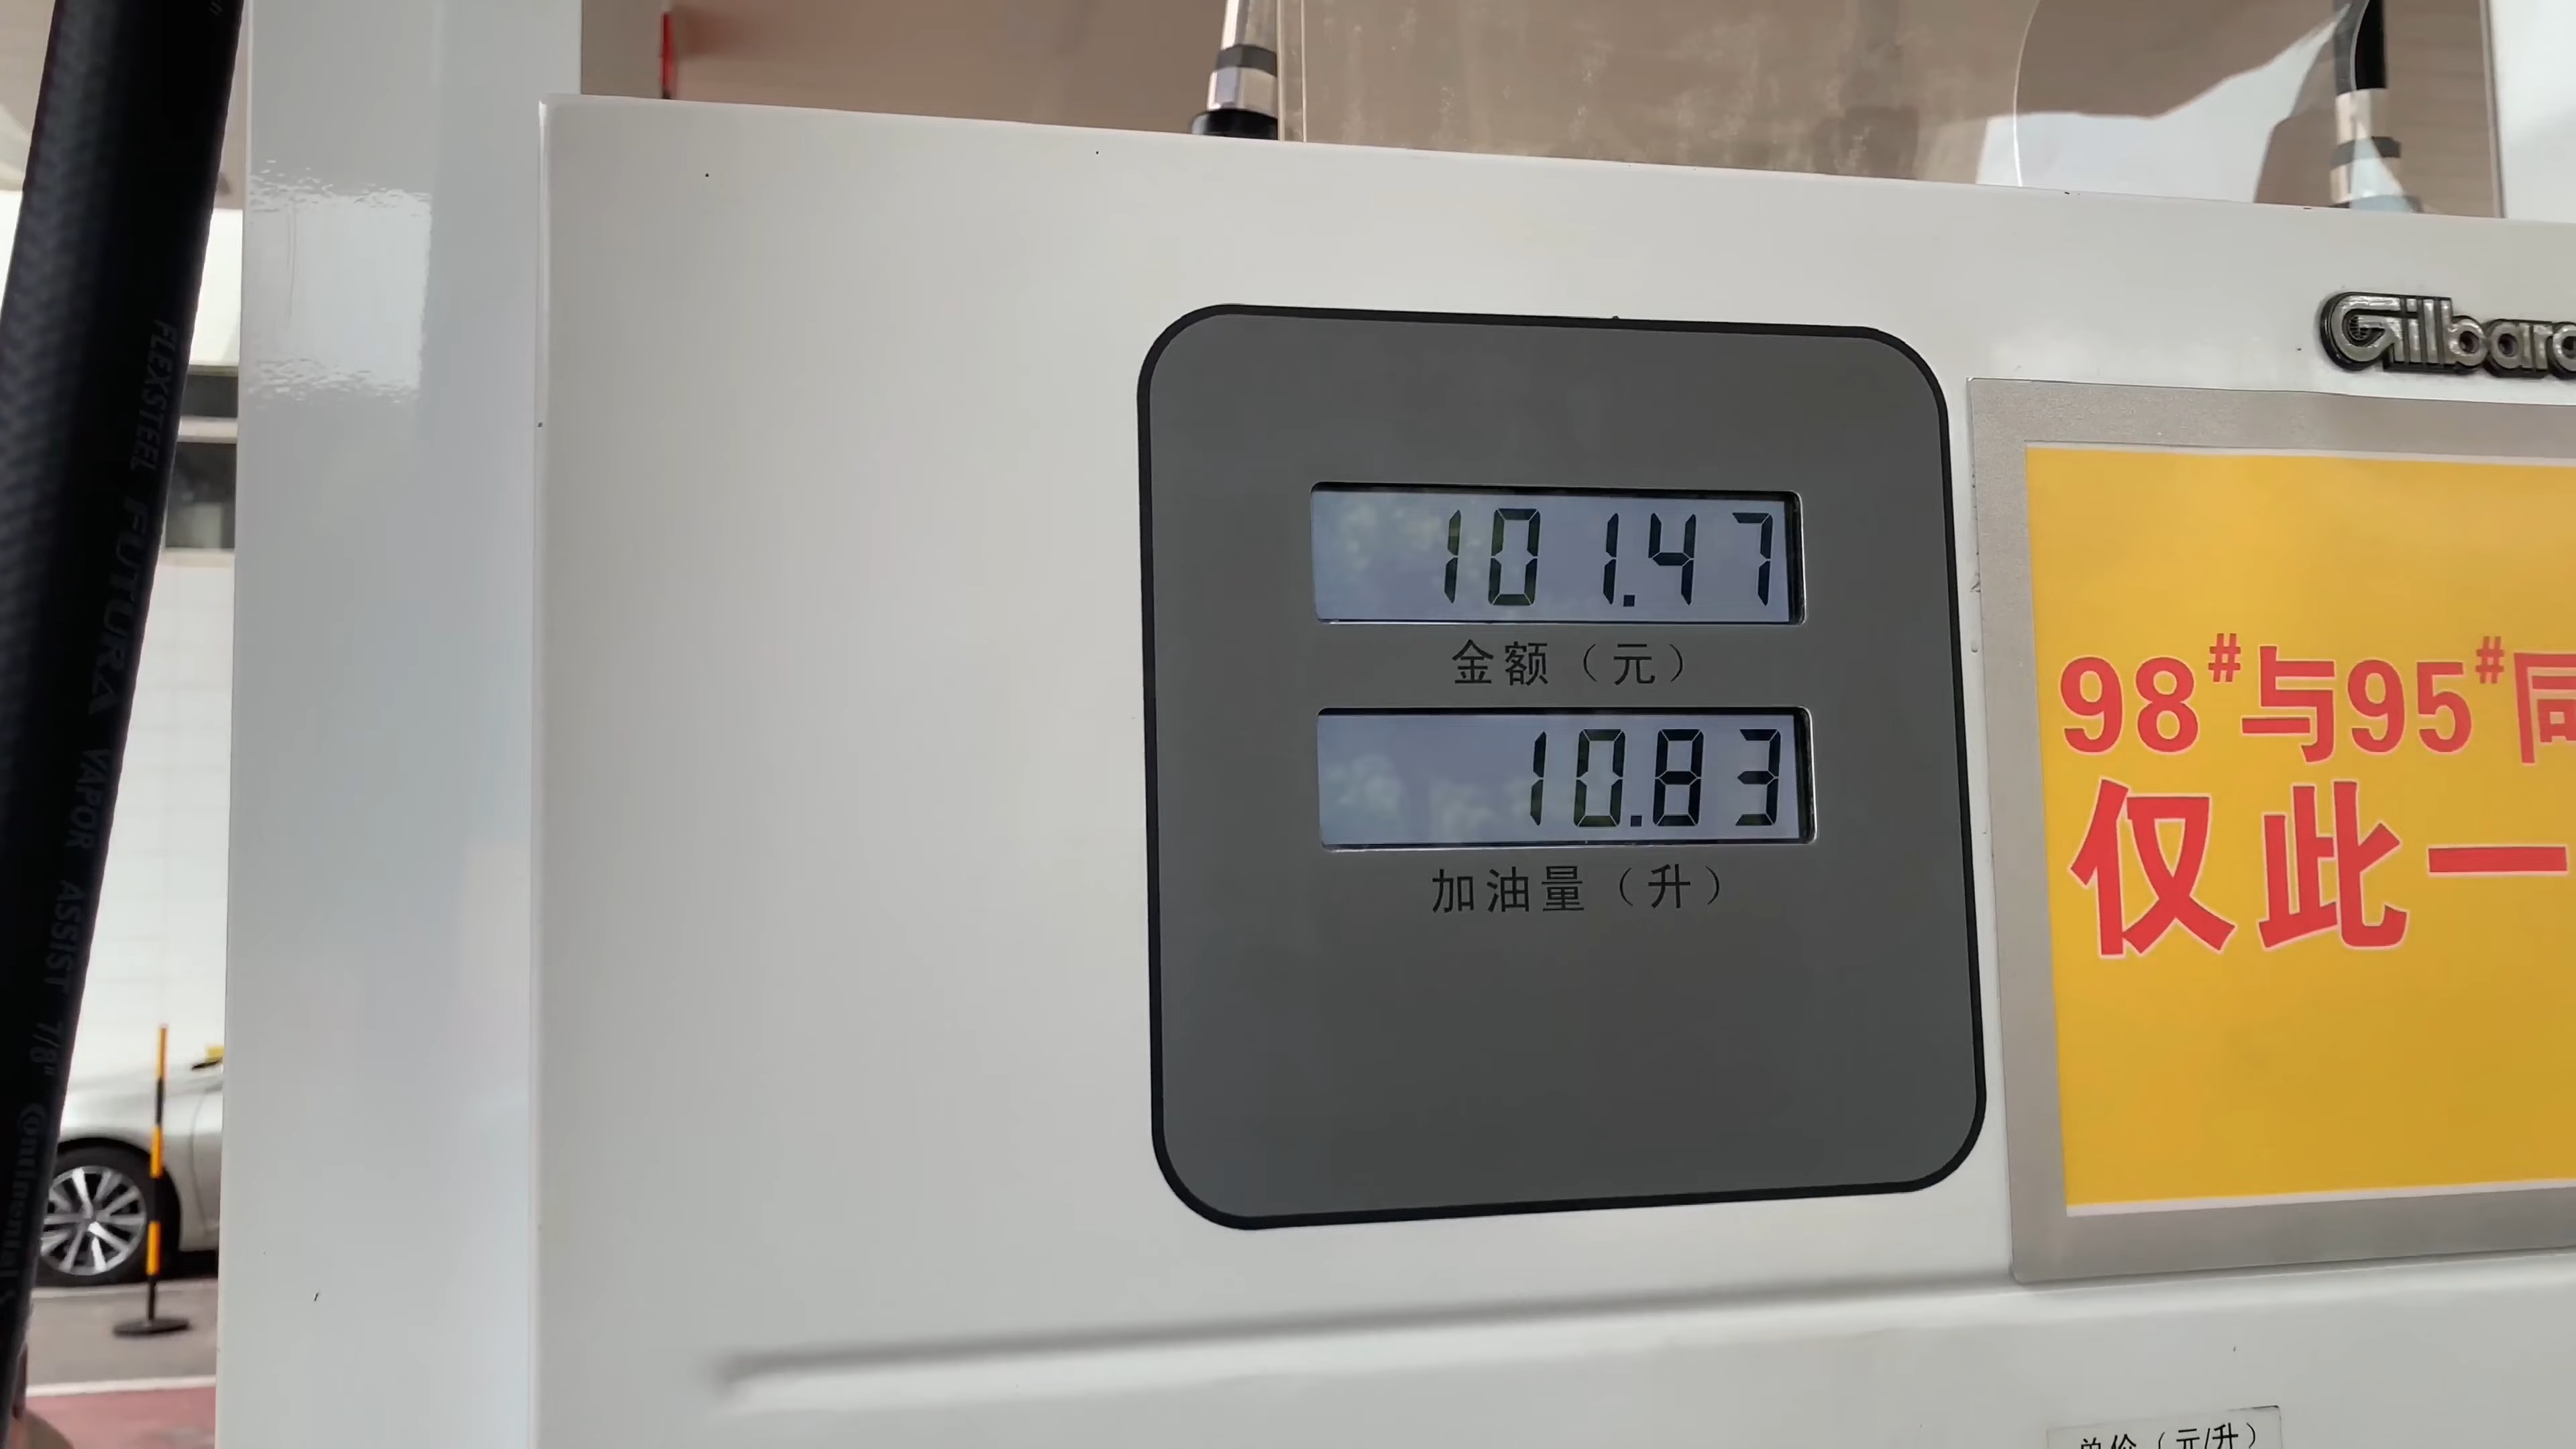 FLEXSTEEL FUTURA VAPOR ASSIST 7/8" Continental
101.47
金额（元）
10.83
加油量（升）
98#与95#同
仅此一
单价（元/升）